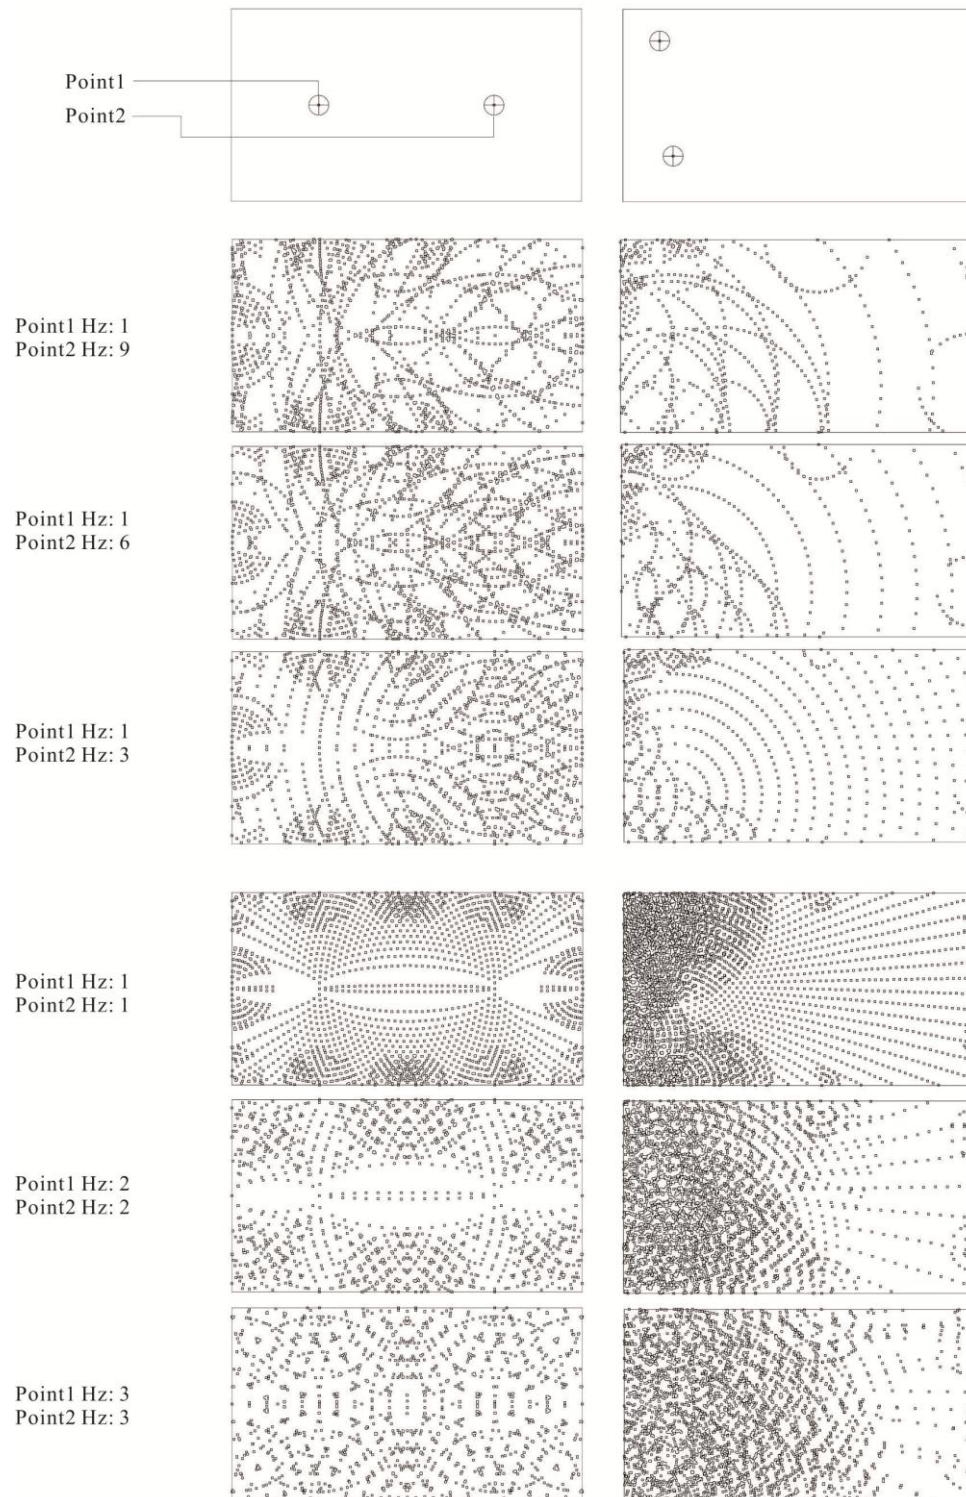 Point1
Point2
Point1 Hz: 1
Point2 Hz: 9
Point1 Hz: 1
Point2 Hz: 6
Point1 Hz: 1
Point2 Hz: 3
Point1 Hz: 1
Point2 Hz: 1
Point1 Hz: 2
Point2 Hz: 2
Point1 Hz: 3
Point2 Hz: 3